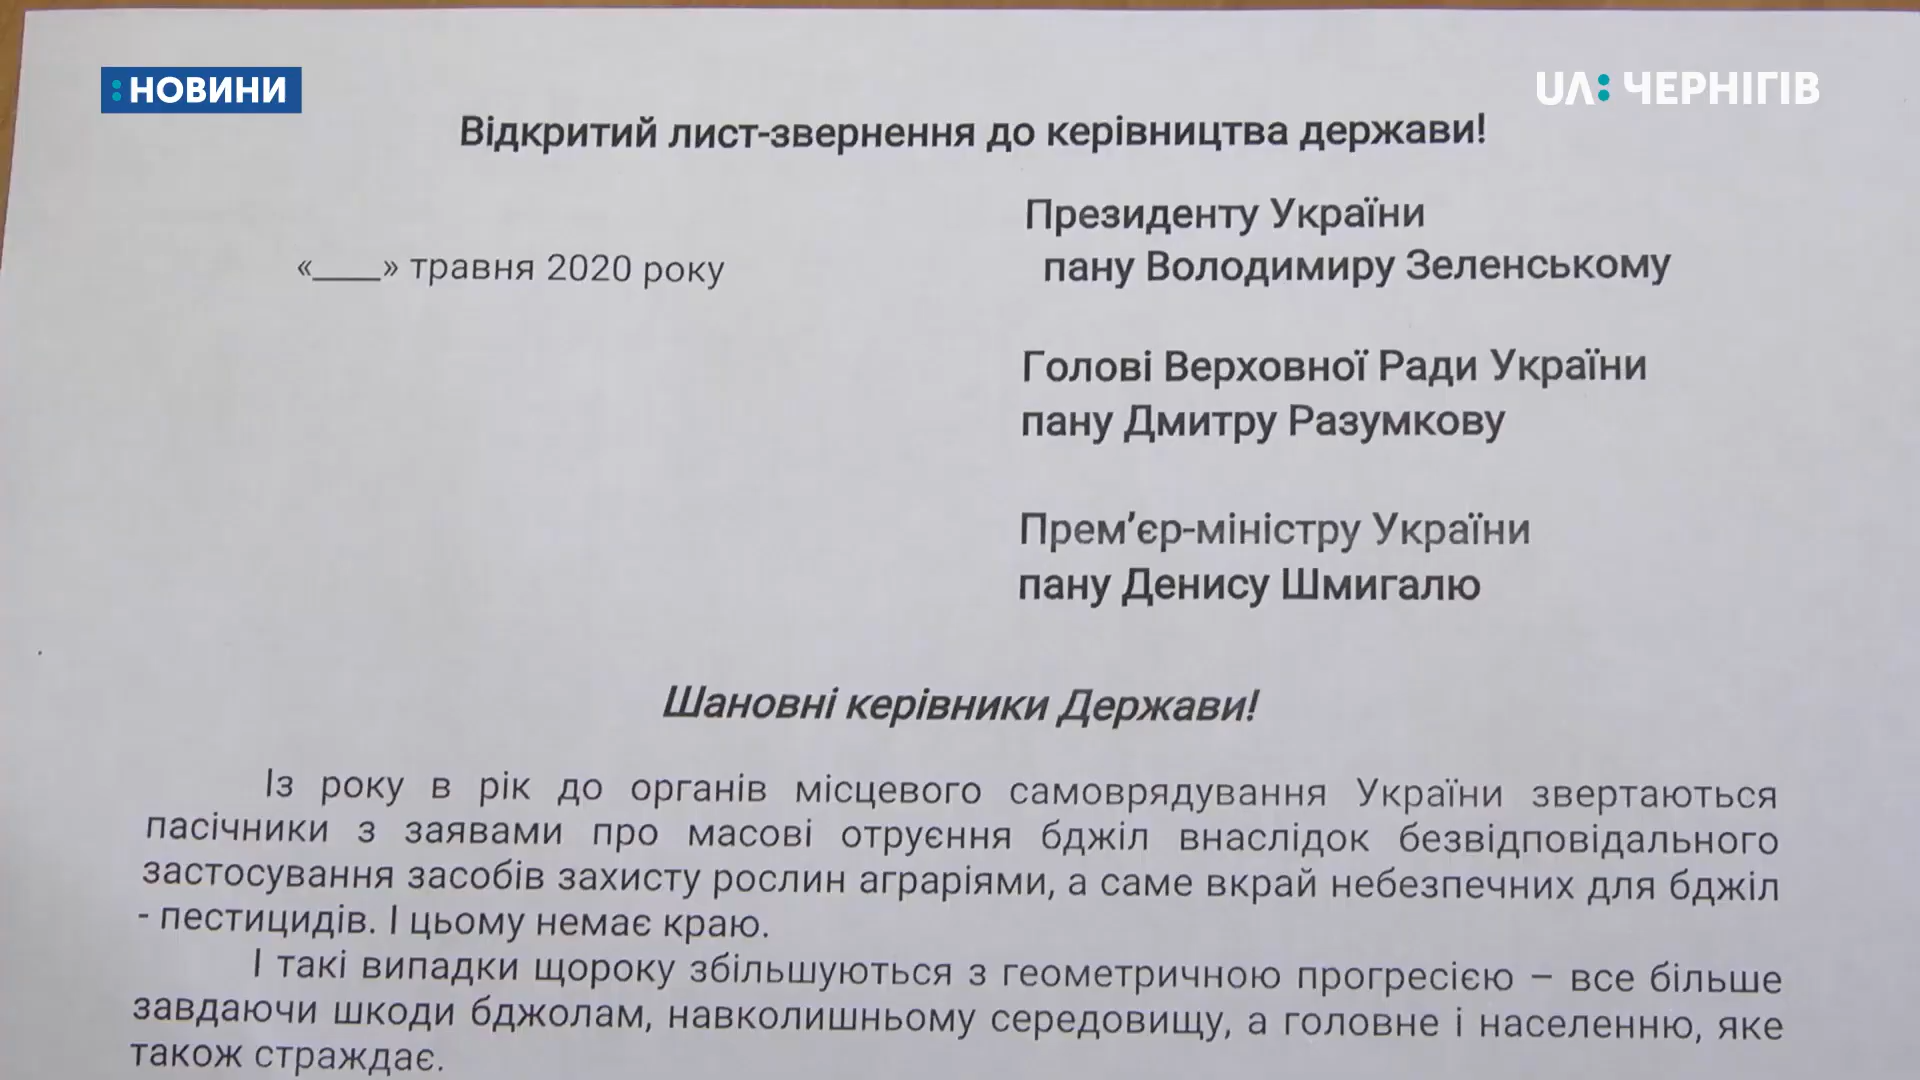 :НОВИНИ
UA: ЧЕРНІГІВ
Відкритий лист-звернення до керівництва держави!
Президенту України
«____» травня 2020 року
пану Володимиру Зеленському
Голові Верховної Ради України
пану Дмитру Разумкову
Прем’єр-міністру України
пану Денису Шмигалю
Шановні керівники Держави!
Із року в рік до органів місцевого самоврядування України звертаються
пасічники з заявами про масові отруєння бджіл внаслідок безвідповідального
застосування засобів захисту рослин аграріями, а саме вкрай небезпечних для бджіл
- пестицидів. І цьому немає краю.
І такі випадки щороку збільшуються з геометричною прогресією – все більше
завдаючи шкоди бджолам, навколишньому середовищу, а головне і населенню, яке
також страждає.